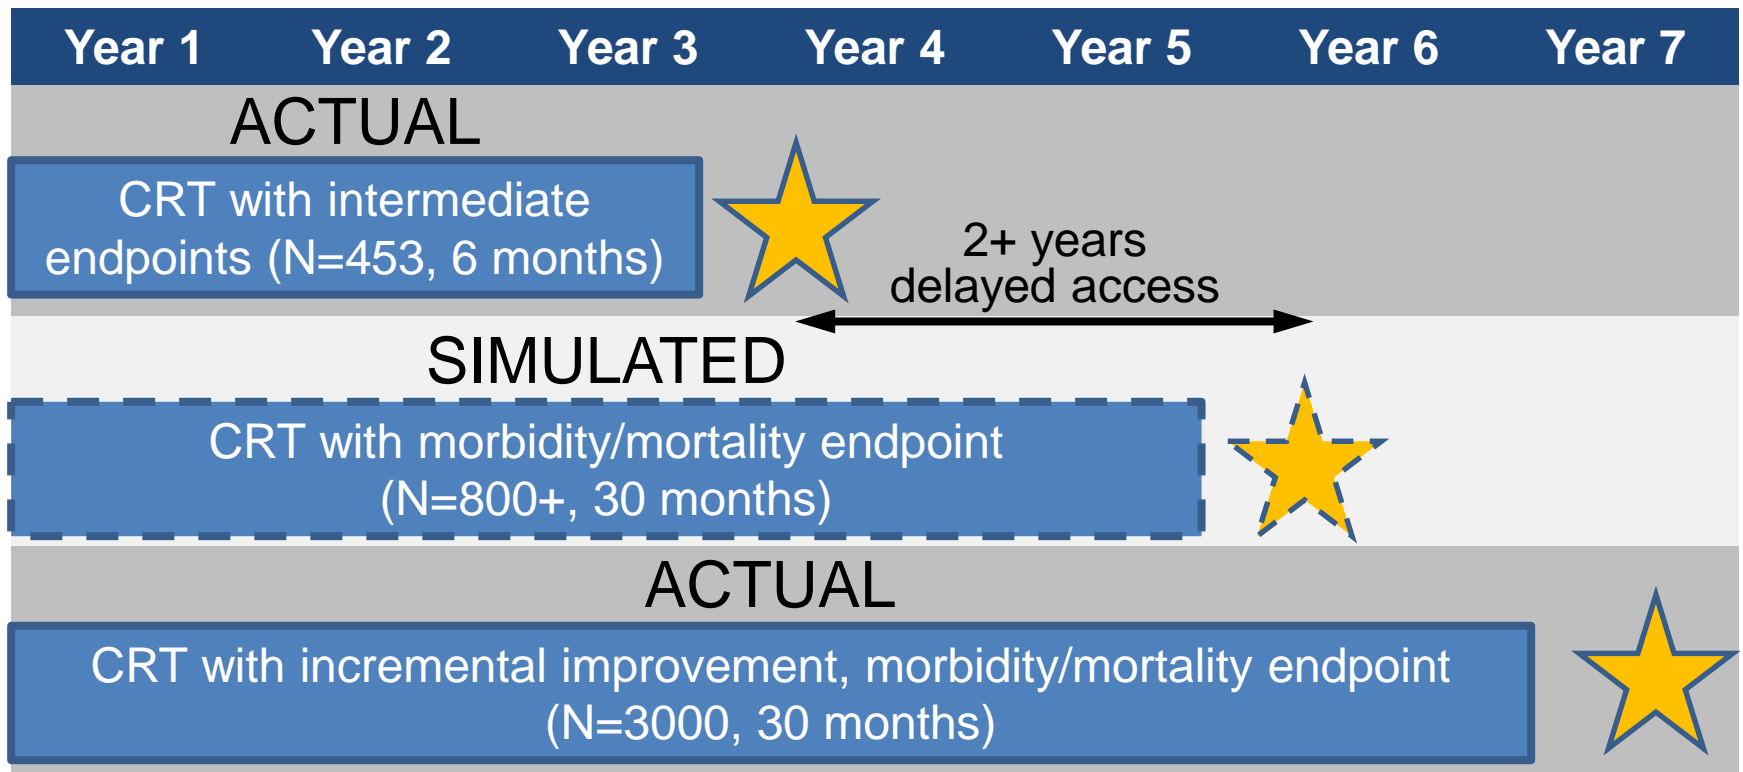 Year 1 Year 2 Year 3 Year 4 Year 5 Year 6 Year 7
ACTUAL
CRT with intermediate
endpoints (N=453, 6 months)
2+ years
delayed access
SIMULATED
CRT with morbidity/mortality endpoint
(N=800+, 30 months)
ACTUAL
CRT with incremental improvement, morbidity/mortality endpoint
(N=3000, 30 months)